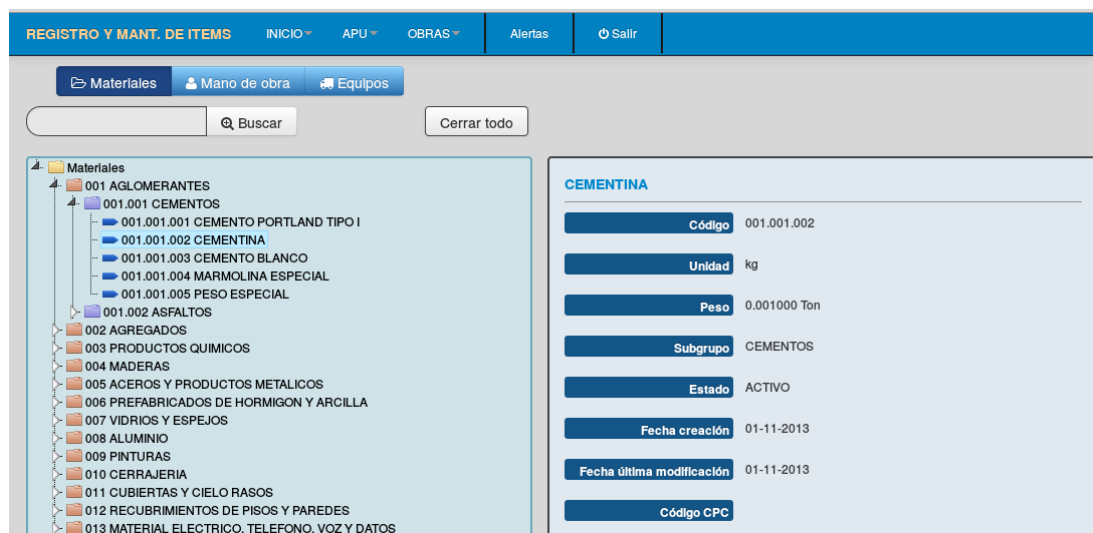 REGISTRO Y MANT. DE ITEMS INICIO APU OBRAS Alertas Salir
Materiales Mano de obra Equipos
Buscar Cerrar todo
Materiales
001 AGLOMERANTES
001.001 CEMENTOS
001.001.001 CEMENTO PORTLAND TIPO I
001.001.002 CEMENTINA
001.001.003 CEMENTO BLANCO
001.001.004 MARMOLINA ESPECIAL
001.001.005 PESO ESPECIAL
001.002 ASFALTOS
002 AGREGADOS
003 PRODUCTOS QUIMICOS
004 MADERAS
005 ACEROS Y PRODUCTOS METALICOS
006 PREFABRICADOS DE HORMIGON Y ARCILLA
007 VIDRIOS Y ESPEJOS
008 ALUMINIO
009 PINTURAS
010 CERRAJERIA
011 CUBIERTAS Y CIELO RASOS
012 RECUBRIMIENTOS DE PISOS Y PAREDES
013 MATERIAL ELECTRICO, TELEFONO, VOZ Y DATOS
CEMENTINA
Código 001.001.002
Unidad kg
Peso 0.001000 Ton
Subgrupo CEMENTOS
Estado ACTIVO
Fecha creación 01-11-2013
Fecha última modificación 01-11-2013
Código CPC